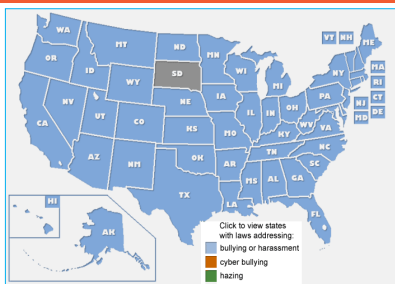 WA
MT
ND
MN
VT NH
ME
OR
ID
SD
WI
NY
MA
WY
MI
RI
NE
IA
PA
CT
NV
UT
CO
IL
IN
OH
NJ
DE
CA
KS
MO
WV
VA
MD
KY
AZ
NM
OK
AR
TN
NC
SC
MS
AL
GA
TX
LA
FL
HI
AK
Click to view states
with laws addressing:
bullying or harassment
cyber bullying
hazing